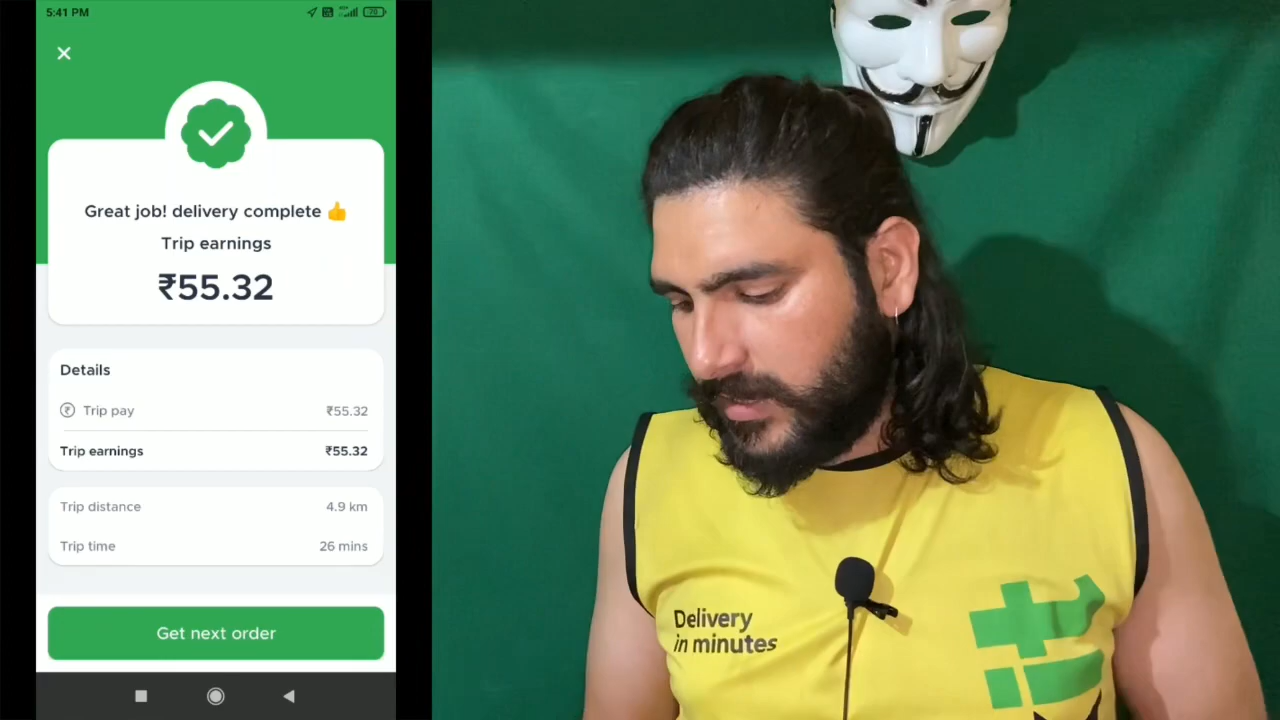 5:41 PM
70
Great job! delivery complete 👍
Trip earnings
₹55.32
Details
Trip pay ₹55.32
Trip earnings ₹55.32
Trip distance 4.9 km
Trip time 26 mins
Get next order
Delivery
in minutes